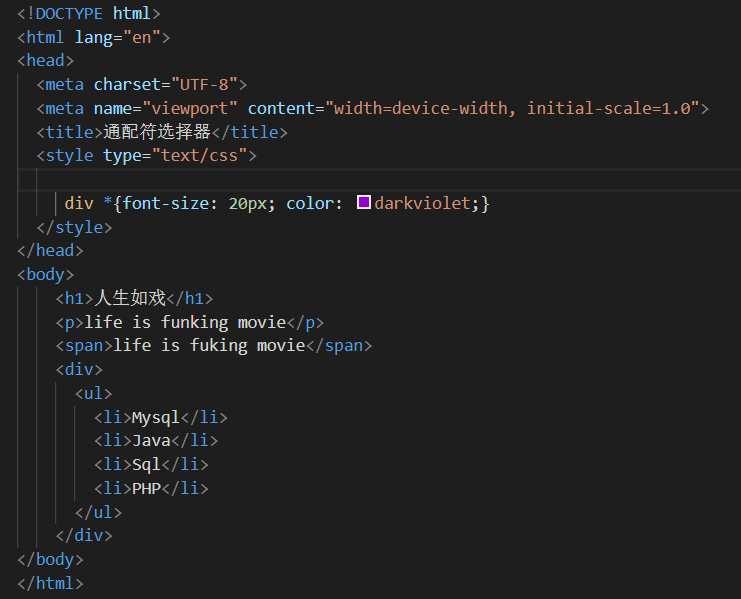 <!DOCTYPE html>
<html lang="en">
<head>
<meta charset="UTF-8">
<meta name="viewport" content="width=device-width, initial-scale=1.0">
<title>通配符选择器</title>
<style type="text/css">
div *{font-size: 20px; color: darkviolet;}
</style>
</head>
<body>
<h1>人生如戏</h1>
<p>life is funking movie</p>
<span>life is fuking movie</span>
<div>
<ul>
<li>Mysql</li>
<li>Java</li>
<li>Sql</li>
<li>PHP</li>
</ul>
</div>
</body>
</html>